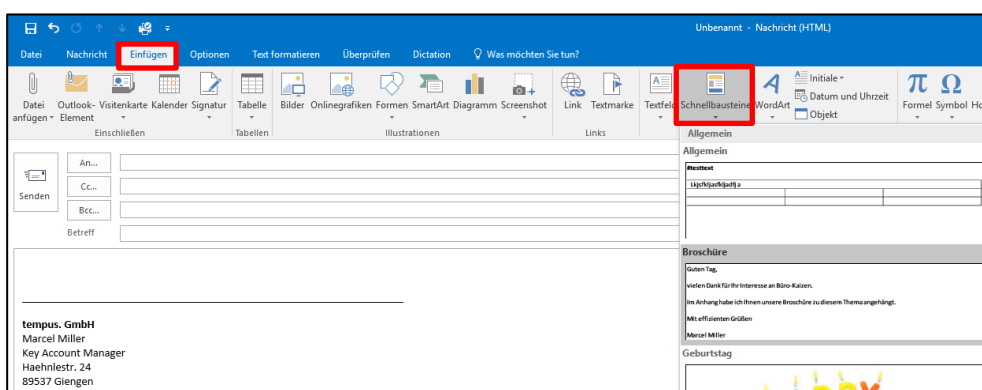 Unbenannt - Nachricht (HTML)
Datei Nachricht Einfügen Optionen Text formatieren Überprüfen Dictation Was möchten Sie tun?
Datei anfügen
Outlook-Element
Visitenkarte
Kalender
Signatur
Tabelle
Bilder
Onlinegrafiken
Formen
SmartArt
Diagramm
Screenshot
Link
Textmarke
Textfeld
Schnellbausteine
WordArt
Initiale
Datum und Uhrzeit
Objekt
Formel
Symbol
Einschließen
Tabellen
Illustrationen
Links
Allgemein
Allgemein
#testtext
Broschüre
Guten Tag,
vielen Dank für Ihr Interesse an Büro-Kaizen.
Im Anhang habe ich Ihnen unsere Broschüre zu diesem Thema angehängt.
Mit effizienten Grüßen
Marcel Miller
Geburtstag
Senden
An...
Cc...
Bcc...
Betreff
tempus. GmbH
Marcel Miller
Key Account Manager
Haehnlestr. 24
89537 Giengen